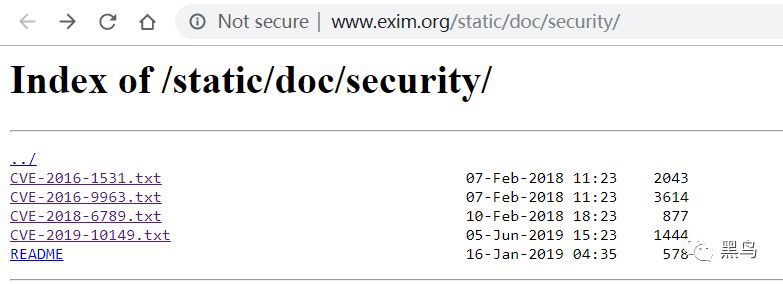 Not secure | www.exim.org/static/doc/security/
Index of /static/doc/security/
../
CVE-2016-1531.txt 07-Feb-2018 11:23 2043
CVE-2016-9963.txt 07-Feb-2018 11:23 3614
CVE-2018-6789.txt 10-Feb-2018 18:23 877
CVE-2019-10149.txt 05-Jun-2019 15:23 1444
README 16-Jan-2019 04:35 578
黑鸟